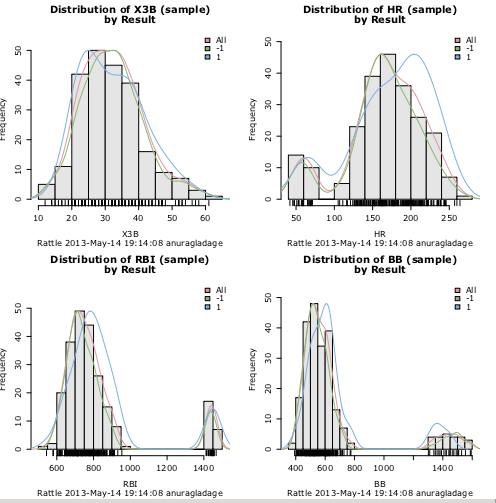 Distribution of X3B (sample)
by Result
All
-1
1
Frequency
0 10 20 30 40 50
10 20 30 40 50 60
X3B
Rattle 2013-May-14 19:14:08 anuragladage
Distribution of HR (sample)
by Result
All
-1
1
Frequency
0 10 20 30 40 50
50 100 150 200 250
HR
Rattle 2013-May-14 19:14:08 anuragladage
Distribution of RBI (sample)
by Result
All
-1
1
Frequency
0 10 20 30 40 50
600 800 1000 1200 1400
RBI
Rattle 2013-May-14 19:14:08 anuragladage
Distribution of BB (sample)
by Result
All
-1
1
Frequency
0 10 20 30 40 50
400 600 800 1000 1400
BB
Rattle 2013-May-14 19:14:08 anuragladage